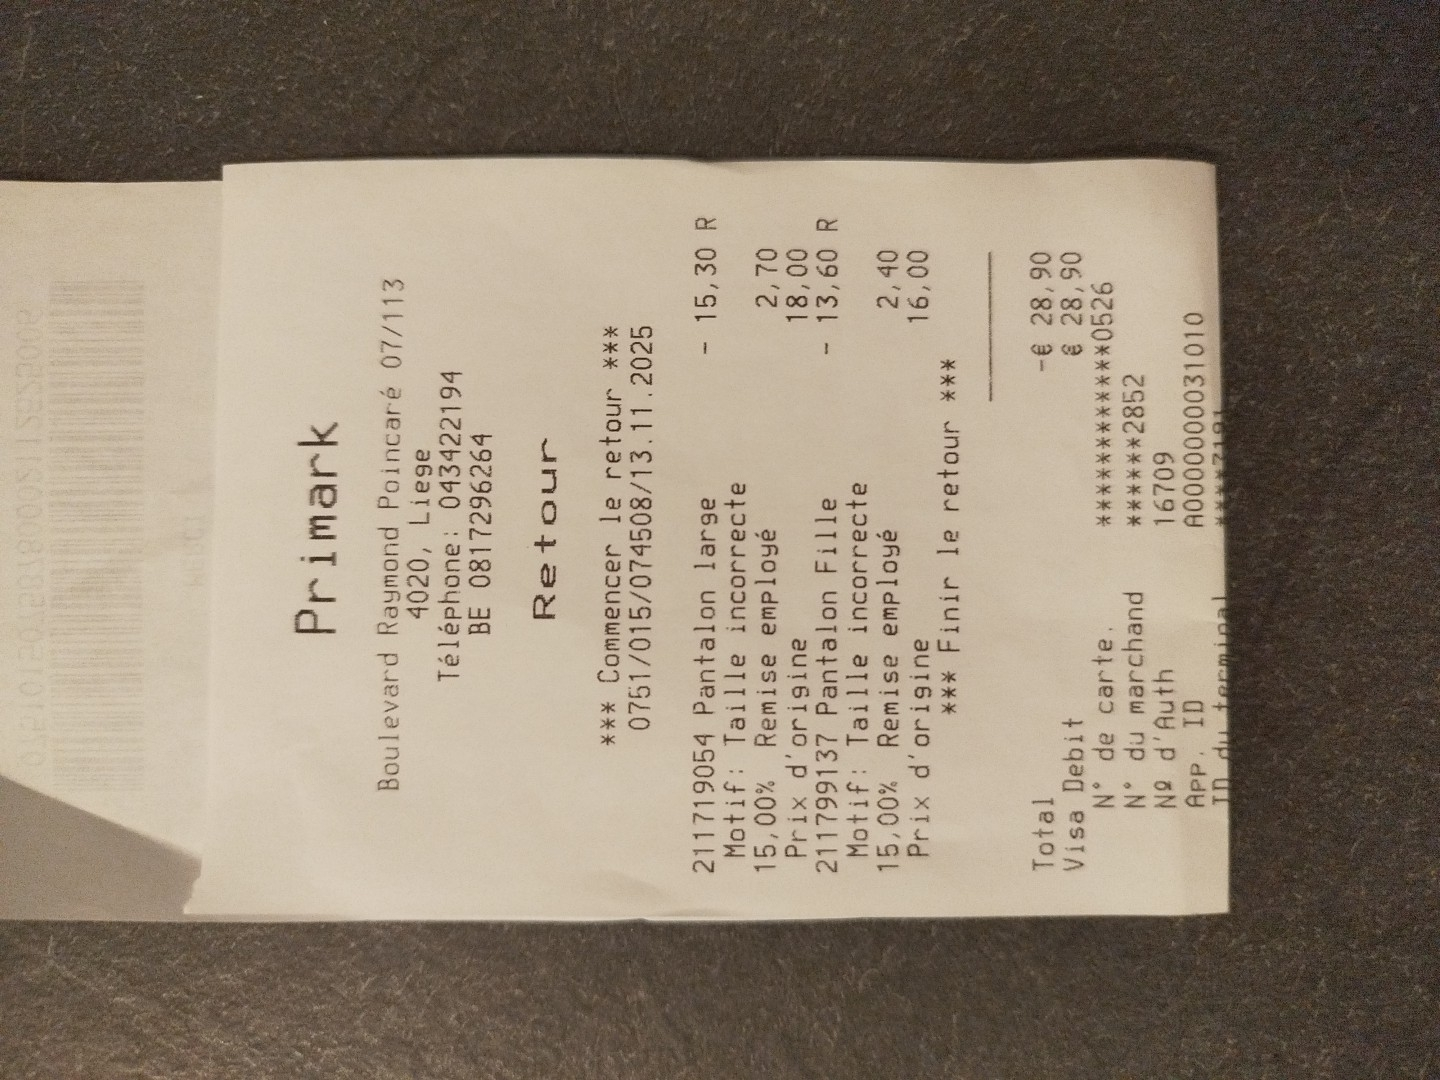 Primark
Boulevard Raymond Poincaré 07/113
4020, Liege
Téléphone: 043422194
BE 0817296264
Retour
*** Commencer le retour ***
0751/015/074508/13.11.2025
211719054 Pantalon large - 15,30 R
Motif: Taille incorrecte
15,00% Remise employé 2,70
Prix d'origine 18,00
211799137 Pantalon Fille - 13,60 R
Motif: Taille incorrecte
15,00% Remise employé 2,40
Prix d'origine 16,00
*** Finir le retour ***
Total -€ 28,90
Visa Debit € 28,90
N° de carte. ************0526
N° du marchand ******2852
Nº d'Auth 16709
App. ID A0000000031010
ID du terminal